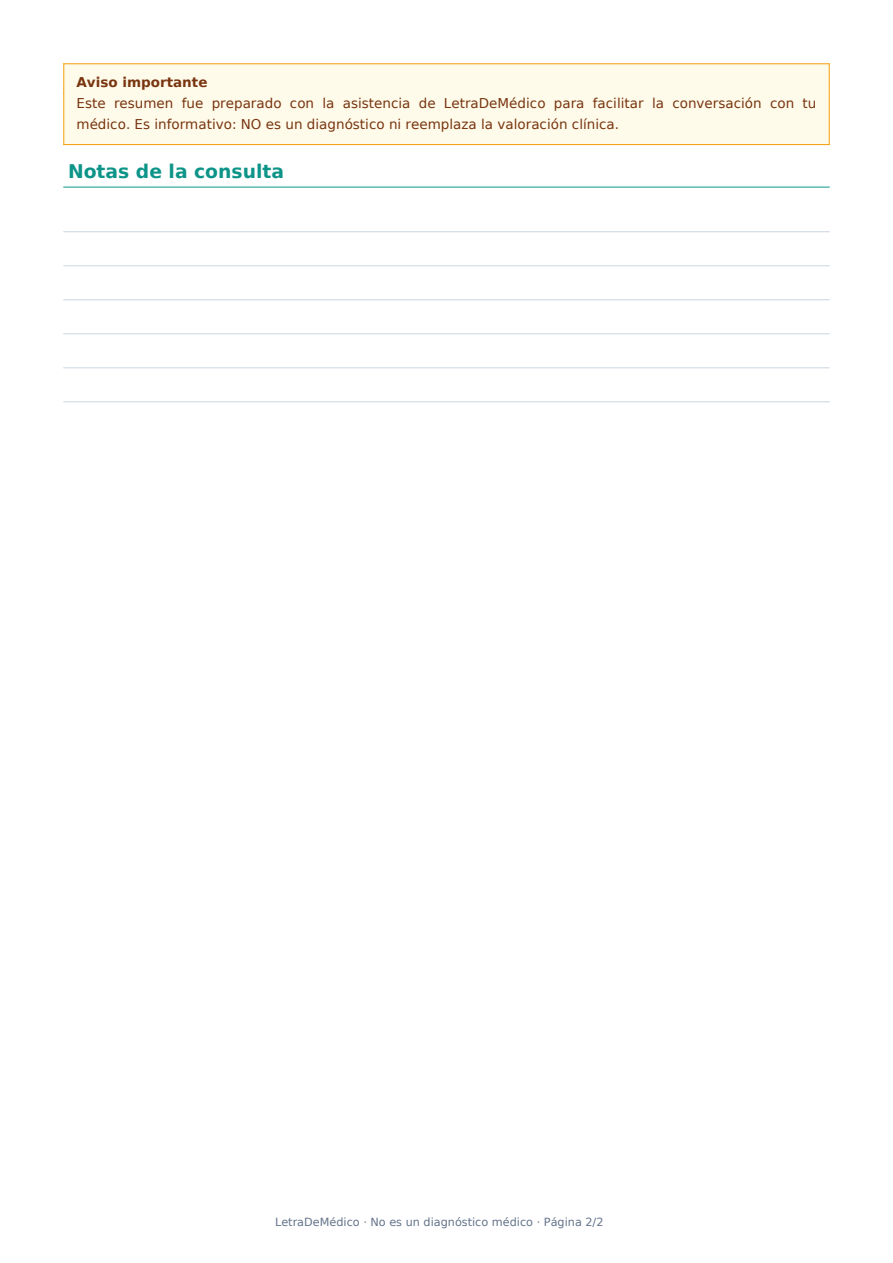 Aviso importante
Este resumen fue preparado con la asistencia de LetraDeMédico para facilitar la conversación con tu
médico. Es informativo: NO es un diagnóstico ni reemplaza la valoración clínica.
Notas de la consulta
LetraDeMédico · No es un diagnóstico médico · Página 2/2